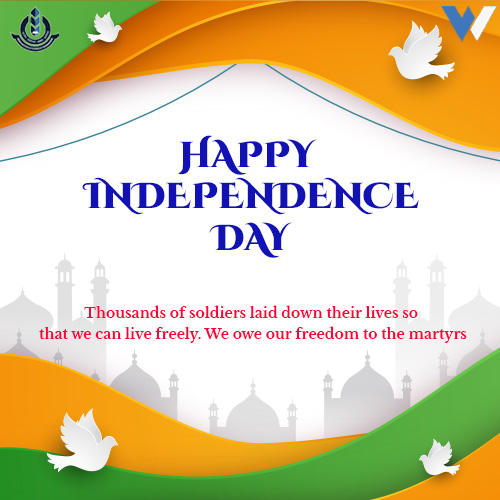 HAPPY
INDEPENDENCE
DAY
Thousands of soldiers laid down their lives so
that we can live freely. We owe our freedom to the martyrs